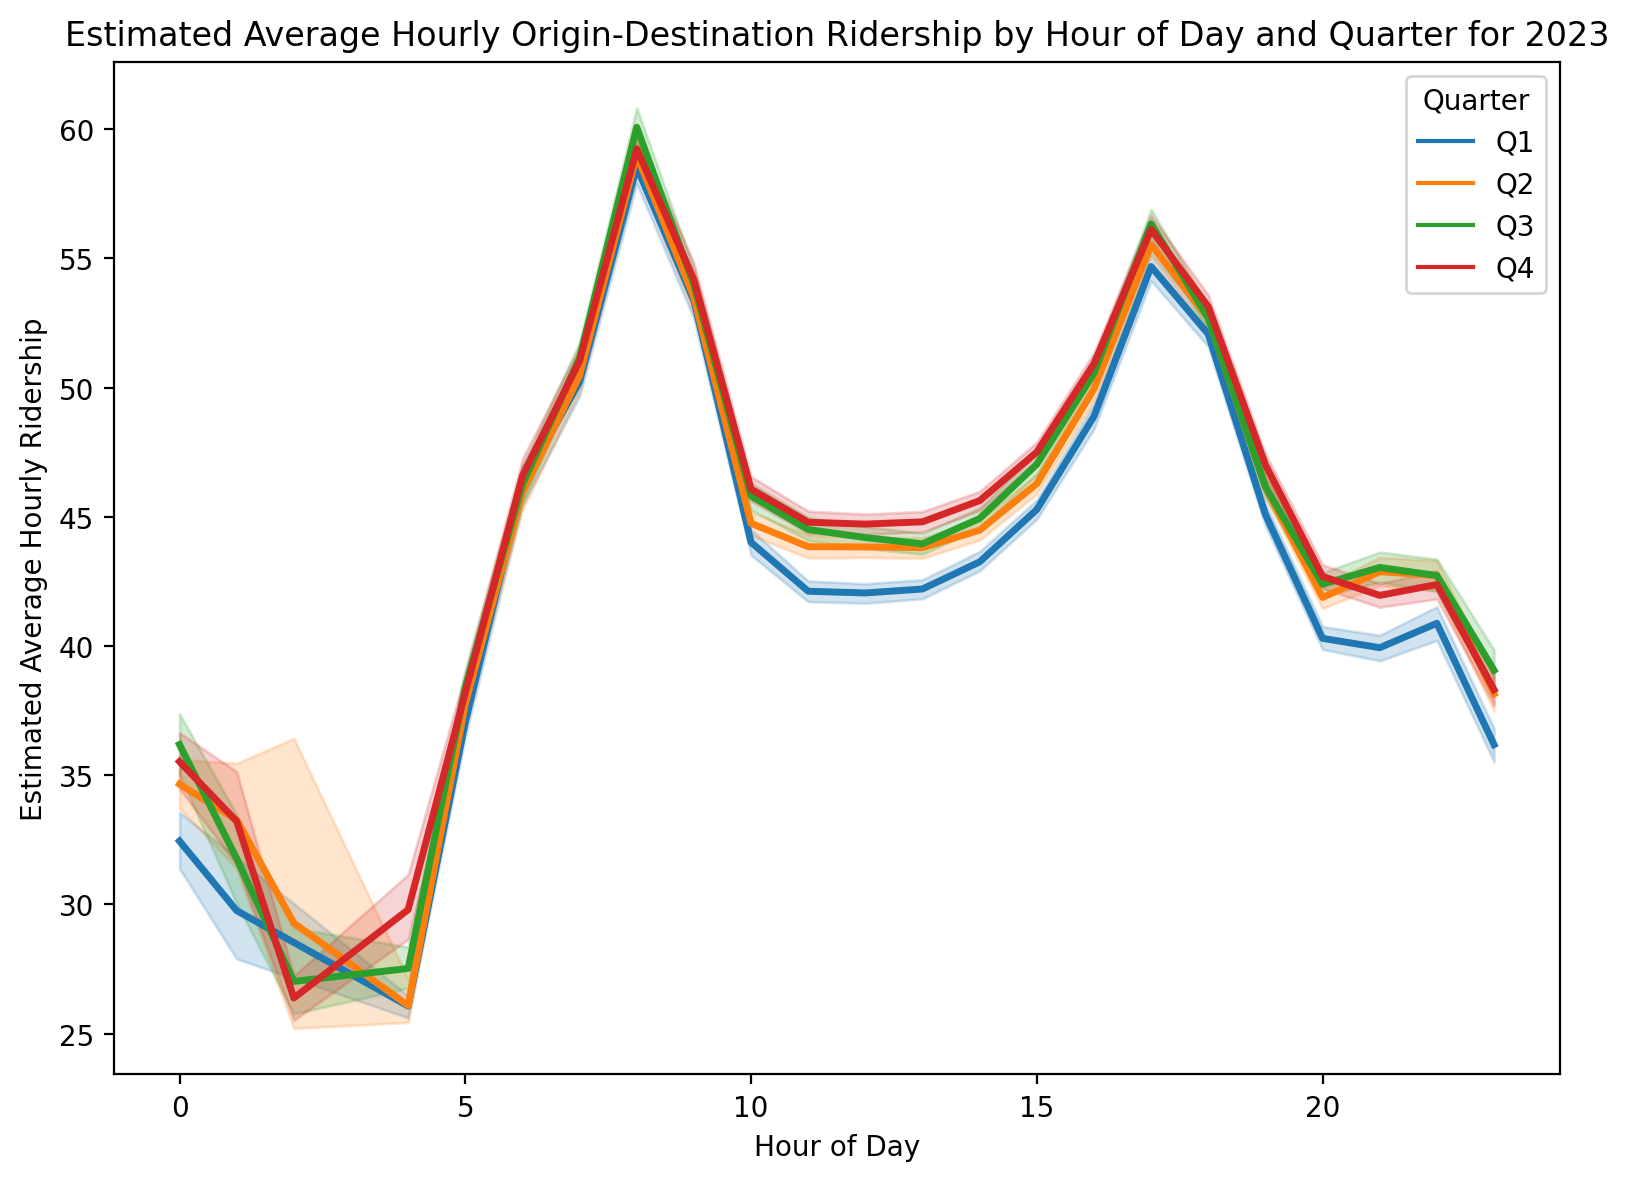 Estimated Average Hourly Origin-Destination Ridership by Hour of Day and Quarter for 2023
Quarter
Q1
Q2
Q3
Q4
Estimated Average Hourly Ridership
60
55
50
45
40
35
30
25
0 5 10 15 20
Hour of Day